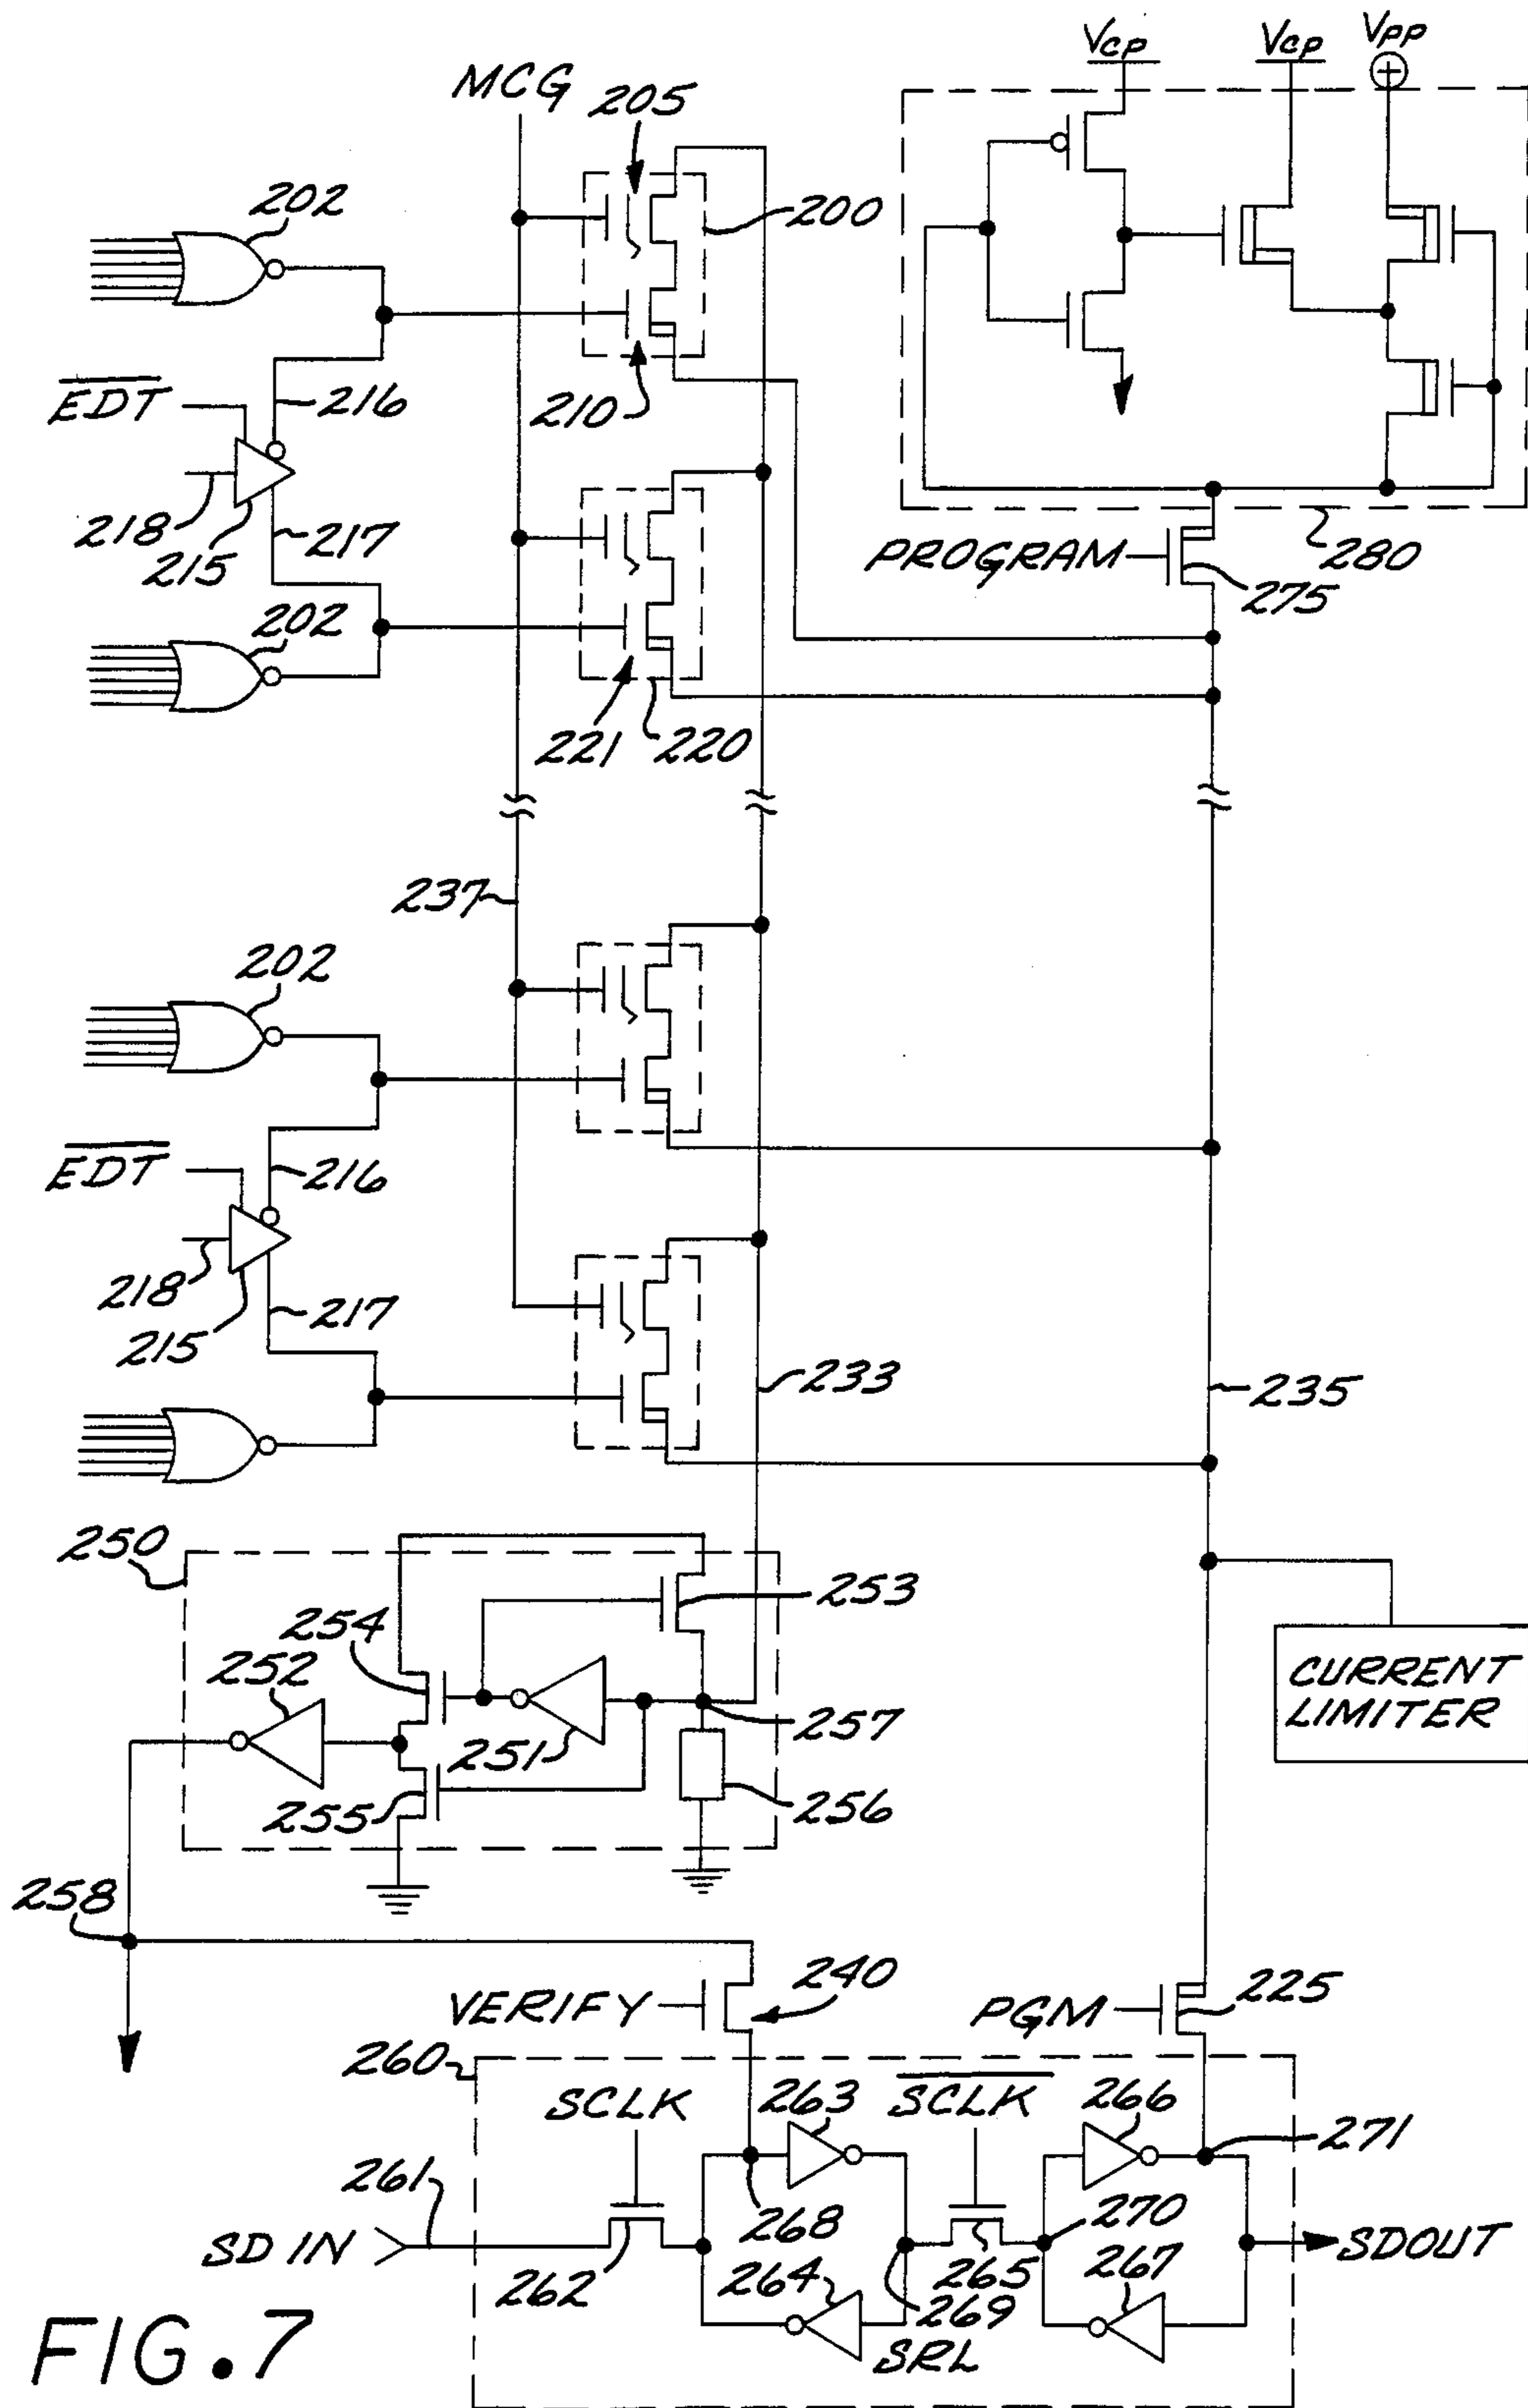 Vcp
Vcp
Vpp
MCG
205
202
200
EDT
216
210
218
217
215
PROGRAM
280
275
202
221
220
237
202
EDT
216
218
217
215
233
235
250
253
254
252
257
251
CURRENT
LIMITER
255
256
258
240
VERIFY
PGM
225
260
SCLK
263
SCLK
266
271
261
268
270
SD IN
SDOUT
262
264
265
267
269
SRL
FIG.7